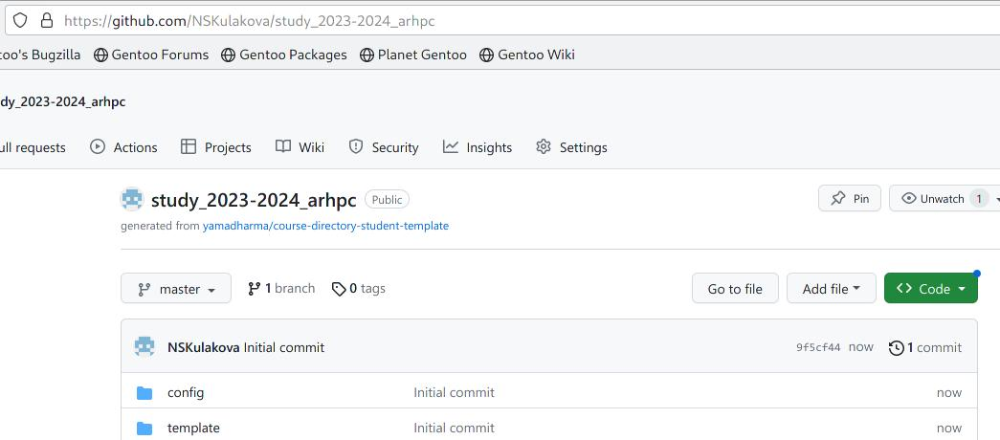 https://github.com/NSKulakova/study_2023-2024_arhpc
too's Bugzilla Gentoo Forums Gentoo Packages Planet Gentoo Gentoo Wiki
dy_2023-2024_arhpc
ull requests Actions Projects Wiki Security Insights Settings
study_2023-2024_arhpc Public Pin Unwatch 1
generated from yamadharma/course-directory-student-template
master 1 branch 0 tags Go to file Add file Code
NSKulakova Initial commit 9f5cf44 now 1 commit
config Initial commit now
template Initial commit now